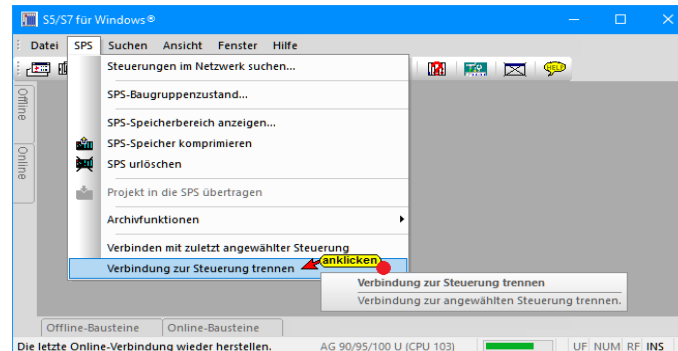 S5/S7 für Windows®
Datei SPS Suchen Ansicht Fenster Hilfe
Steuerungen im Netzwerk suchen...
HELP
Offline
SPS-Baugruppenzustand...
SPS-Speicherbereich anzeigen...
SPS-Speicher komprimieren
Online
SPS urlöschen
Projekt in die SPS übertragen
Archivfunktionen
Verbinden mit zuletzt angewählter Steuerung
Verbindung zur Steuerung trennen
anklicken
Verbindung zur Steuerung trennen
Verbindung zur angewählten Steuerung trennen.
Offline-Bausteine Online-Bausteine
Die letzte Online-Verbindung wieder herstellen. AG 90/95/100 U (CPU 103) UF NUM RF INS